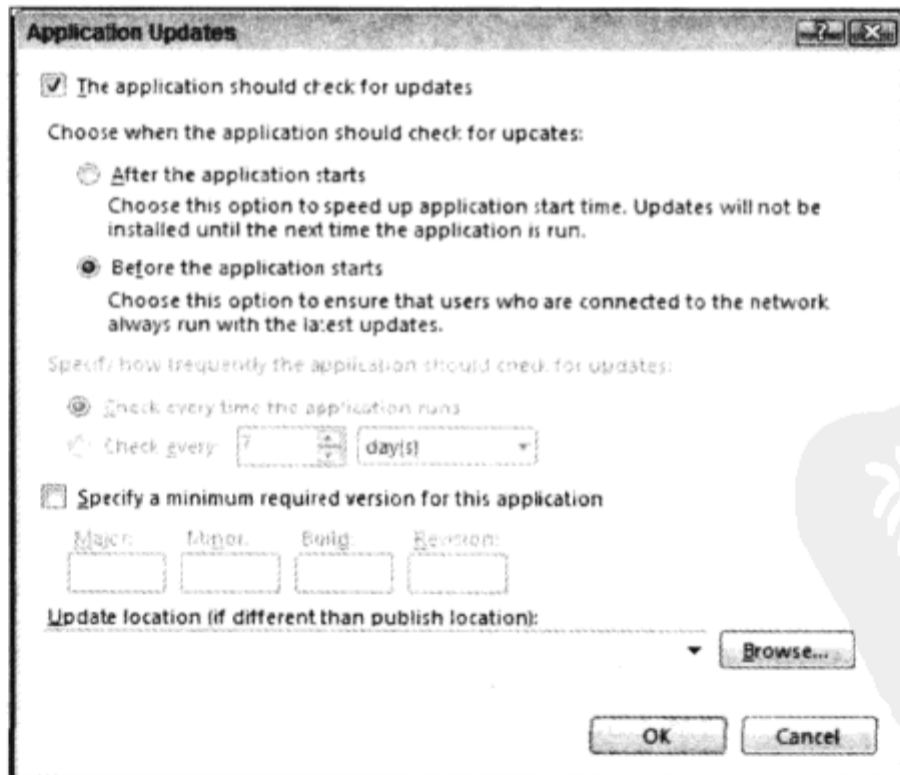 Application Updates
The application should check for updates
Choose when the application should check for upcates:
After the application starts
Choose this option to speed up application start time. Updates will not be
installed until the next time the application is run.
Before the application starts
Choose this option to ensure that users who are connected to the network
always run with the latest updates.
Specify how frequently the application should check for updates:
Check every time the application runs
Check every: 7 day(s)
Specify a minimum required version for this application
Major: Minor: Build: Revision:
Update location (if different than publish location):
Browse...
OK Cancel